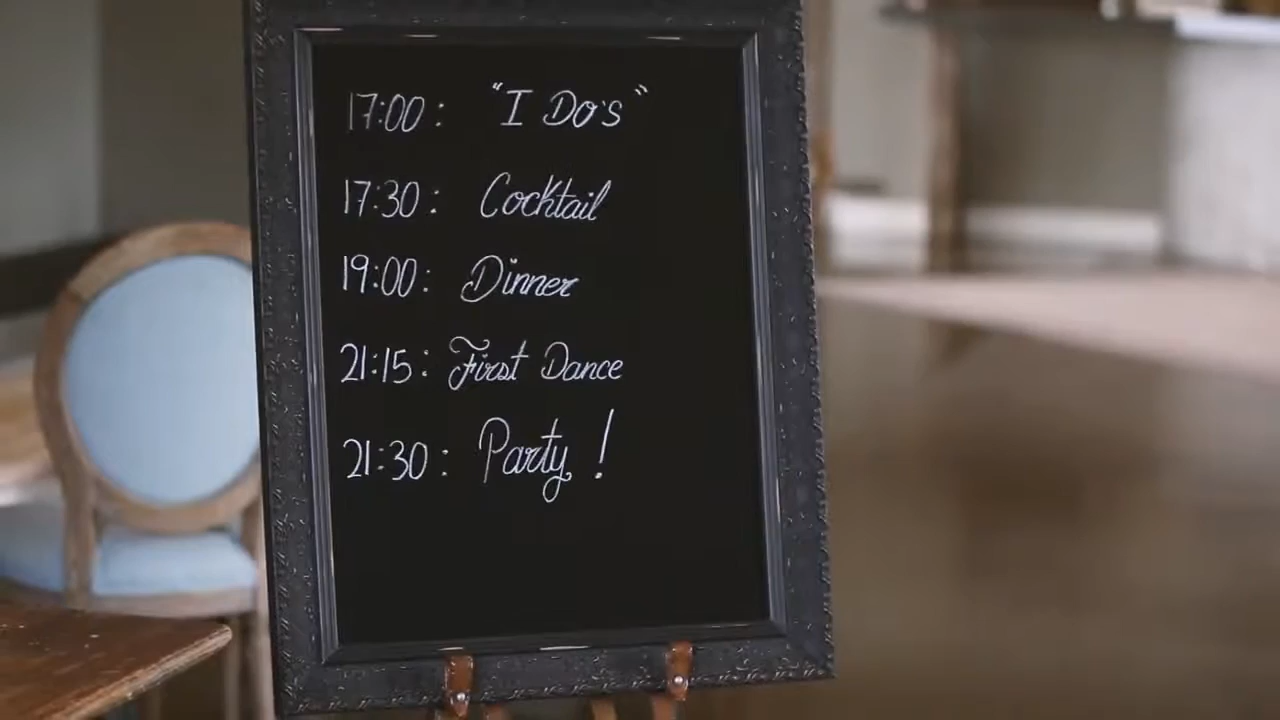 17:00 : "I Do's"
17:30 : Cocktail
19:00 : Dinner
21:15 : First Dance
21:30 : Party !